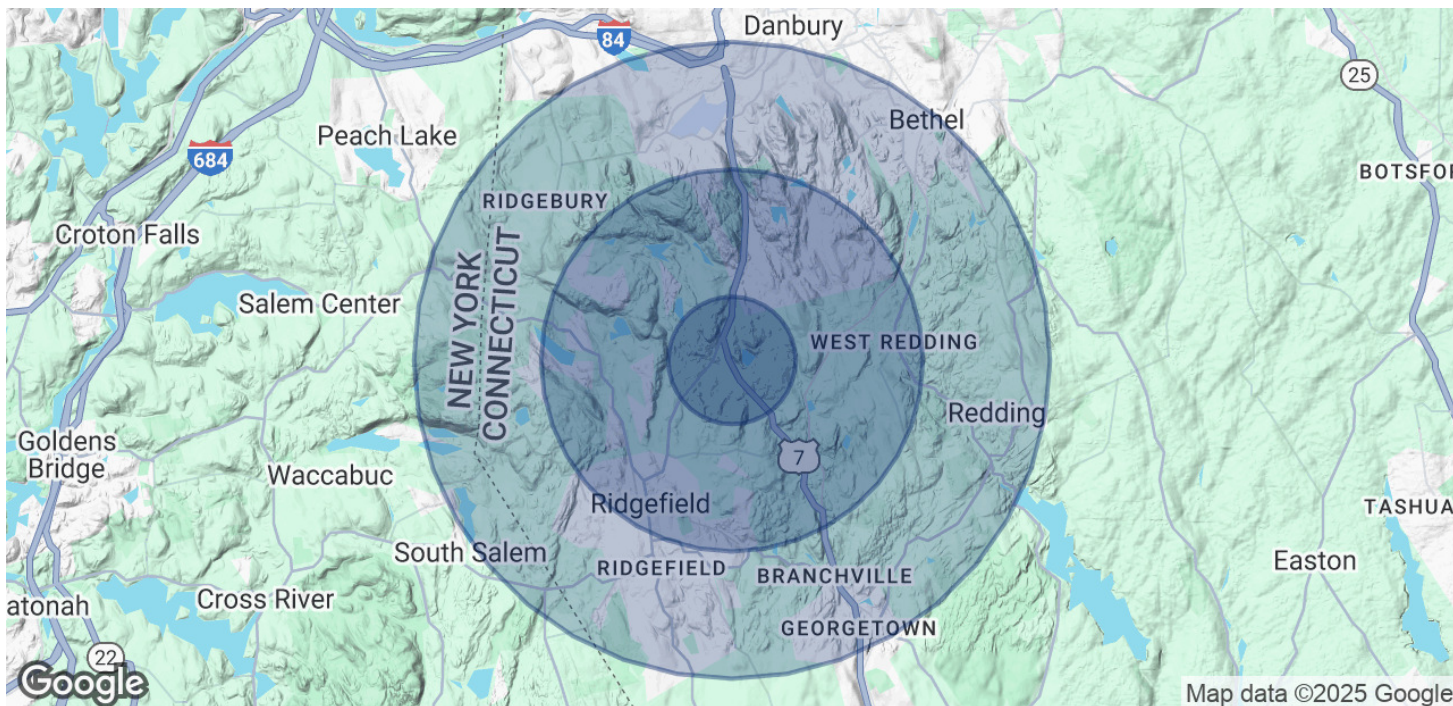 Danbury
84
25
Bethel
Peach Lake
684
BOTSFOR
RIDGEBURY
Croton Falls
NEW YORK
CONNECTICUT
Salem Center
WEST REDDING
Redding
Goldens
Bridge
7
Waccabuc
Ridgefield
TASHUA
South Salem
RIDGEFIELD
BRANCHVILLE
Easton
atonah
Cross River
GEORGETOWN
22
Google
Map data ©2025 Google